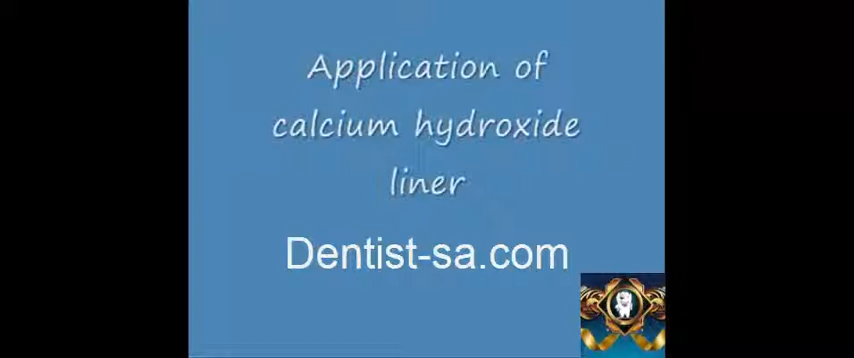 Application of
calcium hydroxide
liner
Dentist-sa.com